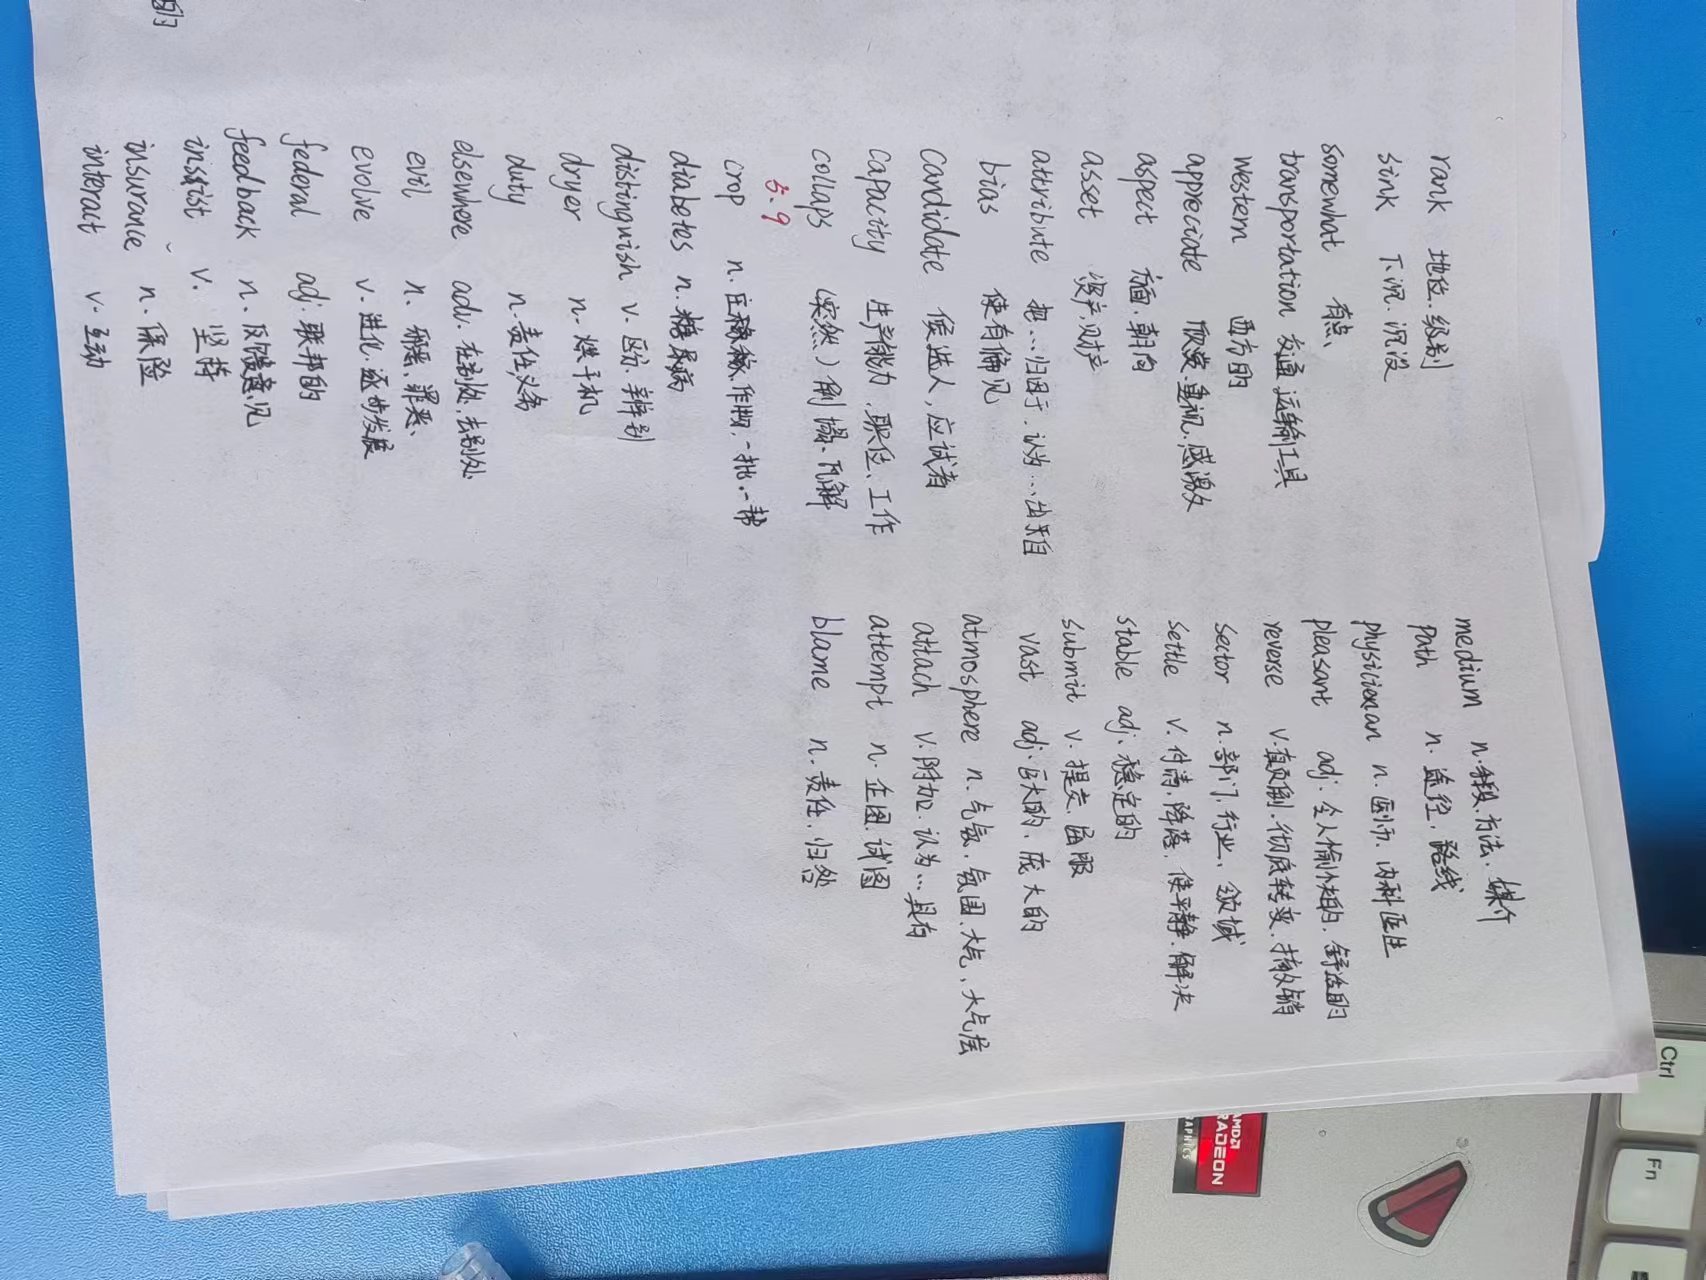 Ctrl
Fn
AMD
RADEON
GRAPHICS
rank 地位、级别
sink 下沉、沉没
somewhat 有点、
transportation 交通、运输工具
western 西方的
appreciate 欣赏、重视、感激
aspect 方面、朝向
asset 资产,财产
attribute 把…归因于、认为…出自
bias 使有偏见
candidate 候选人,应试者
capacity 生产能力、职位、工作
collaps (突然)倒塌、瓦解
5.9
crop n. 庄稼、作物、一批、一帮
diabetes n. 糖尿病
distinguish v. 区分、辨别
dryer n. 烘干机
duty n. 责任,义务
elsewhere adv. 在别处,去别处
evil n. 邪恶、罪恶、
evolve v. 进化、逐步发展
federal adj. 联邦的
feedback n. 反馈意见
insist v. 坚持
insurance n. 保险
interact v. 互动
medium n. 手段、方法、媒介
path n. 途径、路线
physician n. 医师、内科医生
pleasant adj. 令人愉快的、舒适的
reverse v. 颠倒、彻底转变、撤销
sector n. 部门,行业、领域
settle v. 付清、降落、使平静、解决
stable adj. 稳定的
submit v. 提交、屈服
vast adj. 巨大的、庞大的
atmosphere n. 气氛、氛围、大气、大气层
attach v. 附加、认为…具有
attempt n. 企图、试图
blame n. 责任、归咎
的